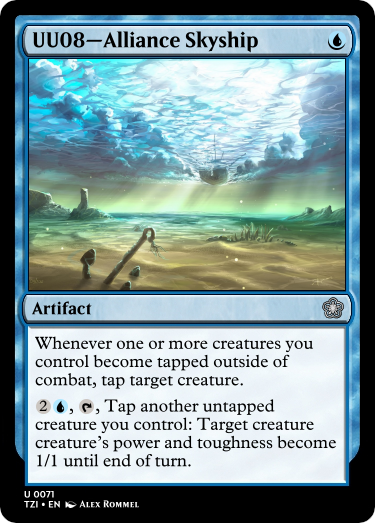 UU08—Alliance Skyship
Artifact
Whenever one or more creatures you
control become tapped outside of
combat, tap target creature.
2, , Tap another untapped
creature you control: Target creature
creature's power and toughness become
1/1 until end of turn.
U 0071
TZI • EN Alex Rommel